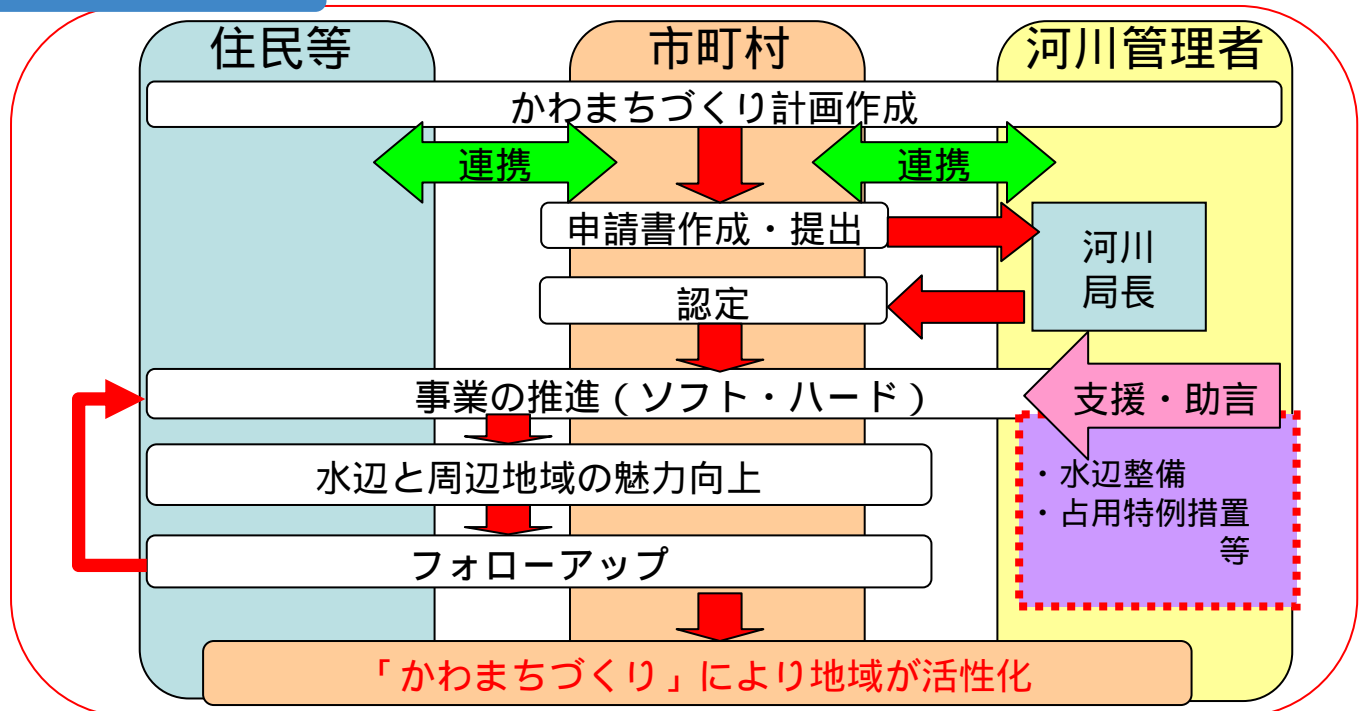 住民等
市町村
河川管理者
かわまちづくり計画作成
連携
連携
申請書作成・提出
河川
局長
認定
事業の推進(ソフト・ハード)
支援・助言
水辺と周辺地域の魅力向上
・水辺整備
・占用特例措置
等
フォローアップ
「かわまちづくり」により地域が活性化